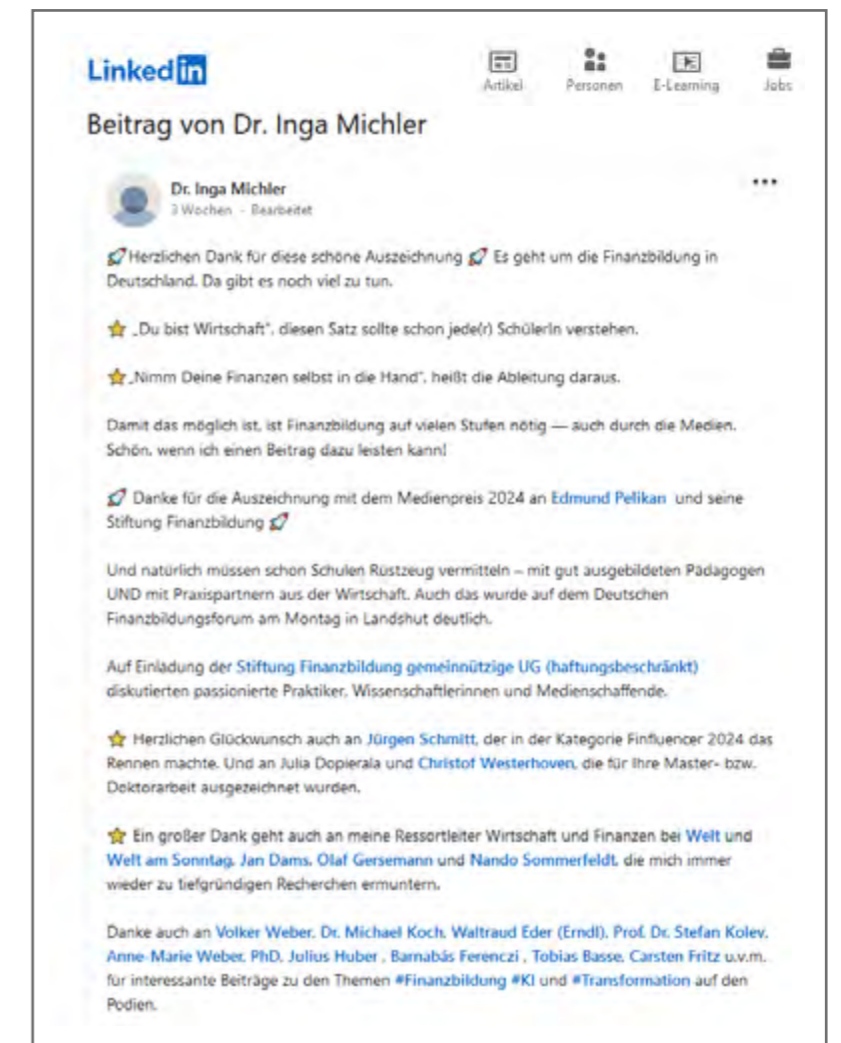 LinkedIn
Artikel Personen E-Learning Jobs
Beitrag von Dr. Inga Michler
Dr. Inga Michler
3 Wochen - Bearbeitet
🚀Herzlichen Dank für diese schöne Auszeichnung 🚀 Es geht um die Finanzbildung in
Deutschland. Da gibt es noch viel zu tun.
⭐ „Du bist Wirtschaft“, diesen Satz sollte schon jede(r) SchülerIn verstehen.
⭐ „Nimm Deine Finanzen selbst in die Hand“, heißt die Ableitung daraus.
Damit das möglich ist, ist Finanzbildung auf vielen Stufen nötig — auch durch die Medien.
Schön, wenn ich einen Beitrag dazu leisten kann!
🚀 Danke für die Auszeichnung mit dem Medienpreis 2024 an Edmund Pelikan und seine
Stiftung Finanzbildung 🚀
Und natürlich müssen schon Schulen Rüstzeug vermitteln – mit gut ausgebildeten Pädagogen
UND mit Praxispartnern aus der Wirtschaft. Auch das wurde auf dem Deutschen
Finanzbildungsforum am Montag in Landshut deutlich.
Auf Einladung der Stiftung Finanzbildung gemeinnützige UG (haftungsbeschränkt)
diskutierten passionierte Praktiker, Wissenschaftlerinnen und Medienschaffende.
⭐ Herzlichen Glückwunsch auch an Jürgen Schmitt, der in der Kategorie Finfluencer 2024 das
Rennen machte. Und an Julia Dopierala und Christof Westerhoven, die für Ihre Master- bzw.
Doktorarbeit ausgezeichnet wurden.
⭐ Ein großer Dank geht auch an meine Ressortleiter Wirtschaft und Finanzen bei Welt und
Welt am Sonntag, Jan Dams, Olaf Gersemann und Nando Sommerfeldt, die mich immer
wieder zu tiefgründigen Recherchen ermuntern.
Danke auch an Volker Weber, Dr. Michael Koch, Waltraud Eder (Erndl), Prof. Dr. Stefan Kolev,
Anne-Marie Weber, PhD, Julius Huber , Barnabás Ferenczi , Tobias Basse, Carsten Fritz u.v.m.
für interessante Beiträge zu den Themen #Finanzbildung #KI und #Transformation auf den
Podien.